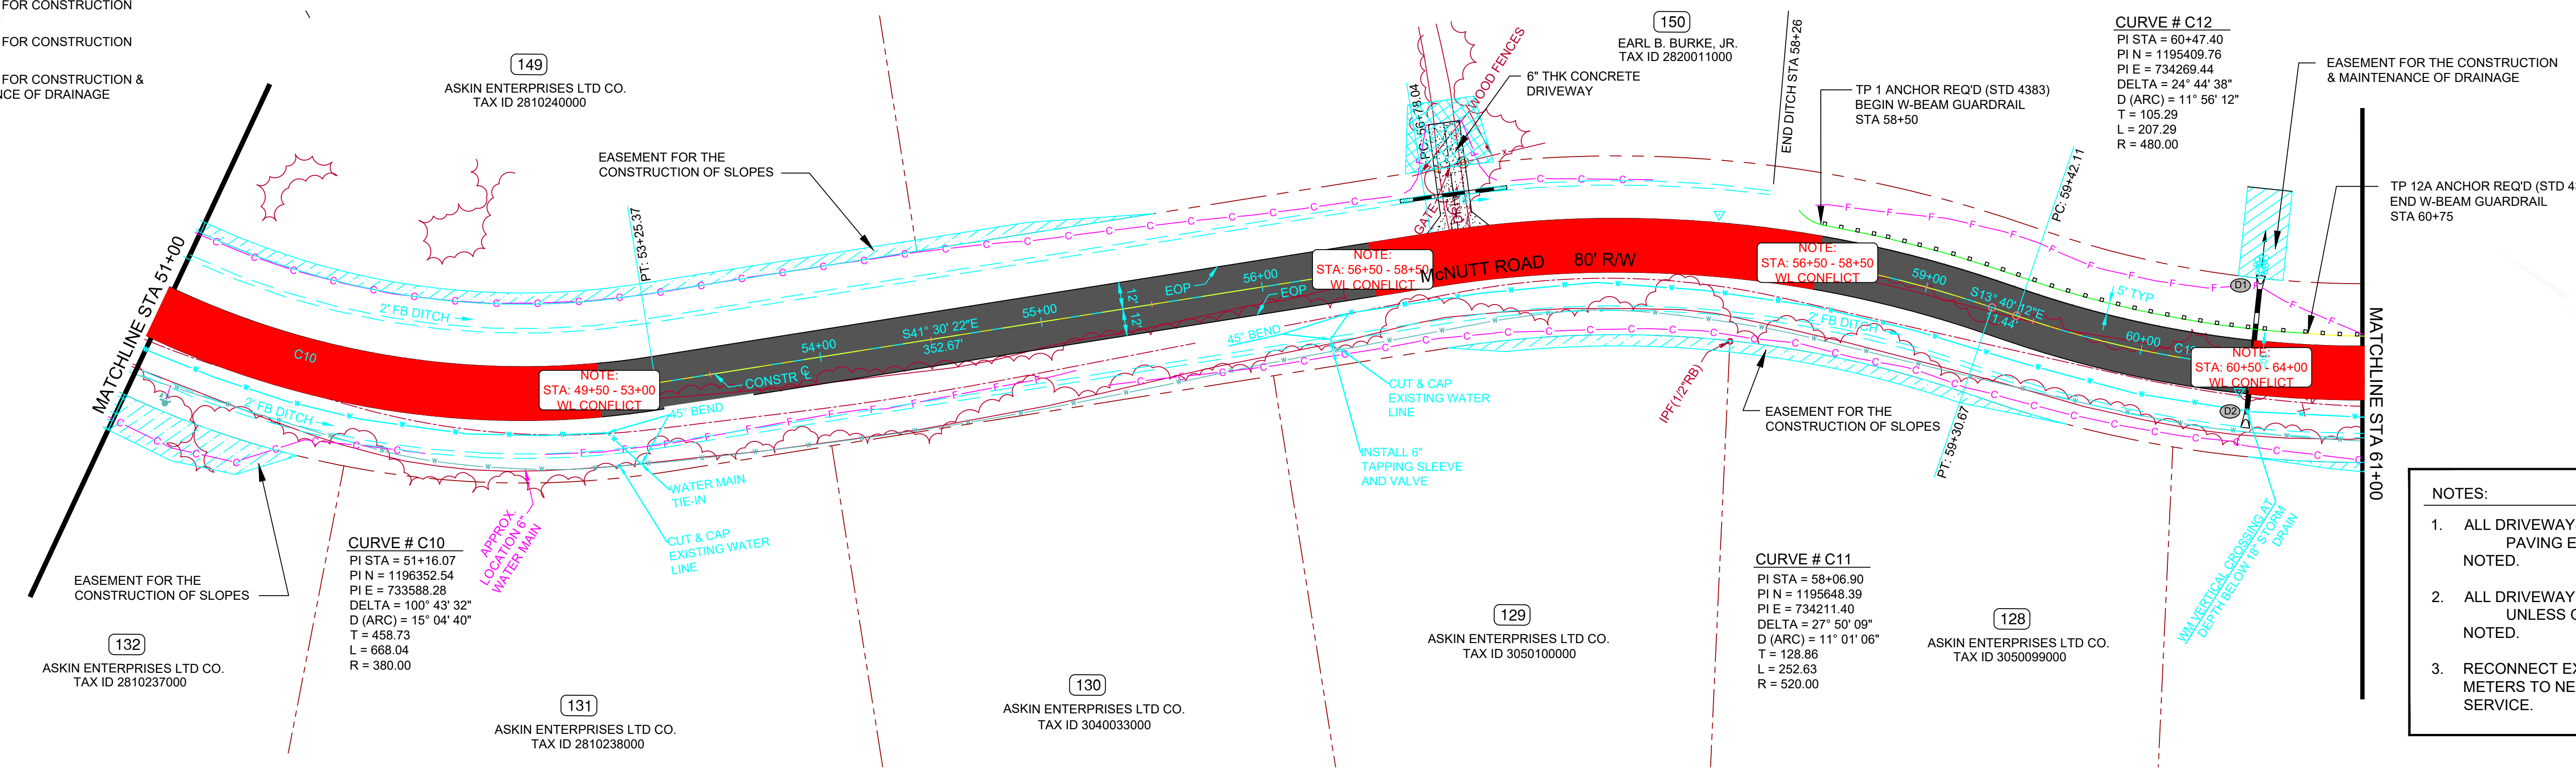 FOR CONSTRUCTION
FOR CONSTRUCTION
FOR CONSTRUCTION &
NCE OF DRAINAGE
149
ASKIN ENTERPRISES LTD CO.
TAX ID 2810240000
EASEMENT FOR THE
CONSTRUCTION OF SLOPES
150
EARL B. BURKE, JR.
TAX ID 2820011000
WOOD FENCES
6" THK CONCRETE
DRIVEWAY
PC: 56+78.04
GATE
END DITCH STA 58+26
TP 1 ANCHOR REQ'D (STD 4383)
BEGIN W-BEAM GUARDRAIL
STA 58+50
CURVE # C12
PI STA = 60+47.40
PI N = 1195409.76
PI E = 734269.44
DELTA = 24° 44' 38"
D (ARC) = 11° 56' 12"
T = 105.29
L = 207.29
R = 480.00
EASEMENT FOR THE CONSTRUCTION
& MAINTENANCE OF DRAINAGE
TP 12A ANCHOR REQ'D (STD 4
END W-BEAM GUARDRAIL
STA 60+75
MATCHLINE STA 51+00
2' FB DITCH
PT: 53+25.37
C10
NOTE:
STA: 49+50 - 53+00
WL CONFLICT
2' FB DITCH
54+00
S41° 30' 22"E
352.67'
CONSTR ℄
55+00
12'
12'
EOP
56+00
EOP
NOTE:
STA: 56+50 - 58+50
WL CONFLICT
McNUTT ROAD
80' R/W
NOTE:
STA: 56+50 - 58+50
WL CONFLICT
59+00
S13° 40' 12"E
11.44'
PC: 59+42.11
5' TYP
60+00
NOTE:
STA: 60+50 - 64+00
WL CONFLICT
D1
D2
MATCHLINE STA 61+00
45° BEND
WATER MAIN
TIE-IN
CUT & CAP
EXISTING WATER
LINE
APPROX.
LOCATION 6"
WATER MAIN
45° BEND
CUT & CAP
EXISTING WATER
LINE
INSTALL 6"
TAPPING SLEEVE
AND VALVE
IPF(1/2"RB)
2' FB DITCH
EASEMENT FOR THE
CONSTRUCTION OF SLOPES
PT: 59+30.67
WM VERTICAL CROSSING AT
DEPTH BELOW 18" STORM
DRAIN
EASEMENT FOR THE
CONSTRUCTION OF SLOPES
132
ASKIN ENTERPRISES LTD CO.
TAX ID 2810237000
CURVE # C10
PI STA = 51+16.07
PI N = 1196352.54
PI E = 733588.28
DELTA = 100° 43' 32"
D (ARC) = 15° 04' 40"
T = 458.73
L = 668.04
R = 380.00
131
ASKIN ENTERPRISES LTD CO.
TAX ID 2810238000
130
ASKIN ENTERPRISES LTD CO.
TAX ID 3040033000
129
ASKIN ENTERPRISES LTD CO.
TAX ID 3050100000
CURVE # C11
PI STA = 58+06.90
PI N = 1195648.39
PI E = 734211.40
DELTA = 27° 50' 09"
D (ARC) = 11° 01' 06"
T = 128.86
L = 252.63
R = 520.00
128
ASKIN ENTERPRISES LTD CO.
TAX ID 3050099000
NOTES:
1. ALL DRIVEWAY
PAVING E
NOTED.
2. ALL DRIVEWAY
UNLESS O
NOTED.
3. RECONNECT EX
METERS TO NE
SERVICE.